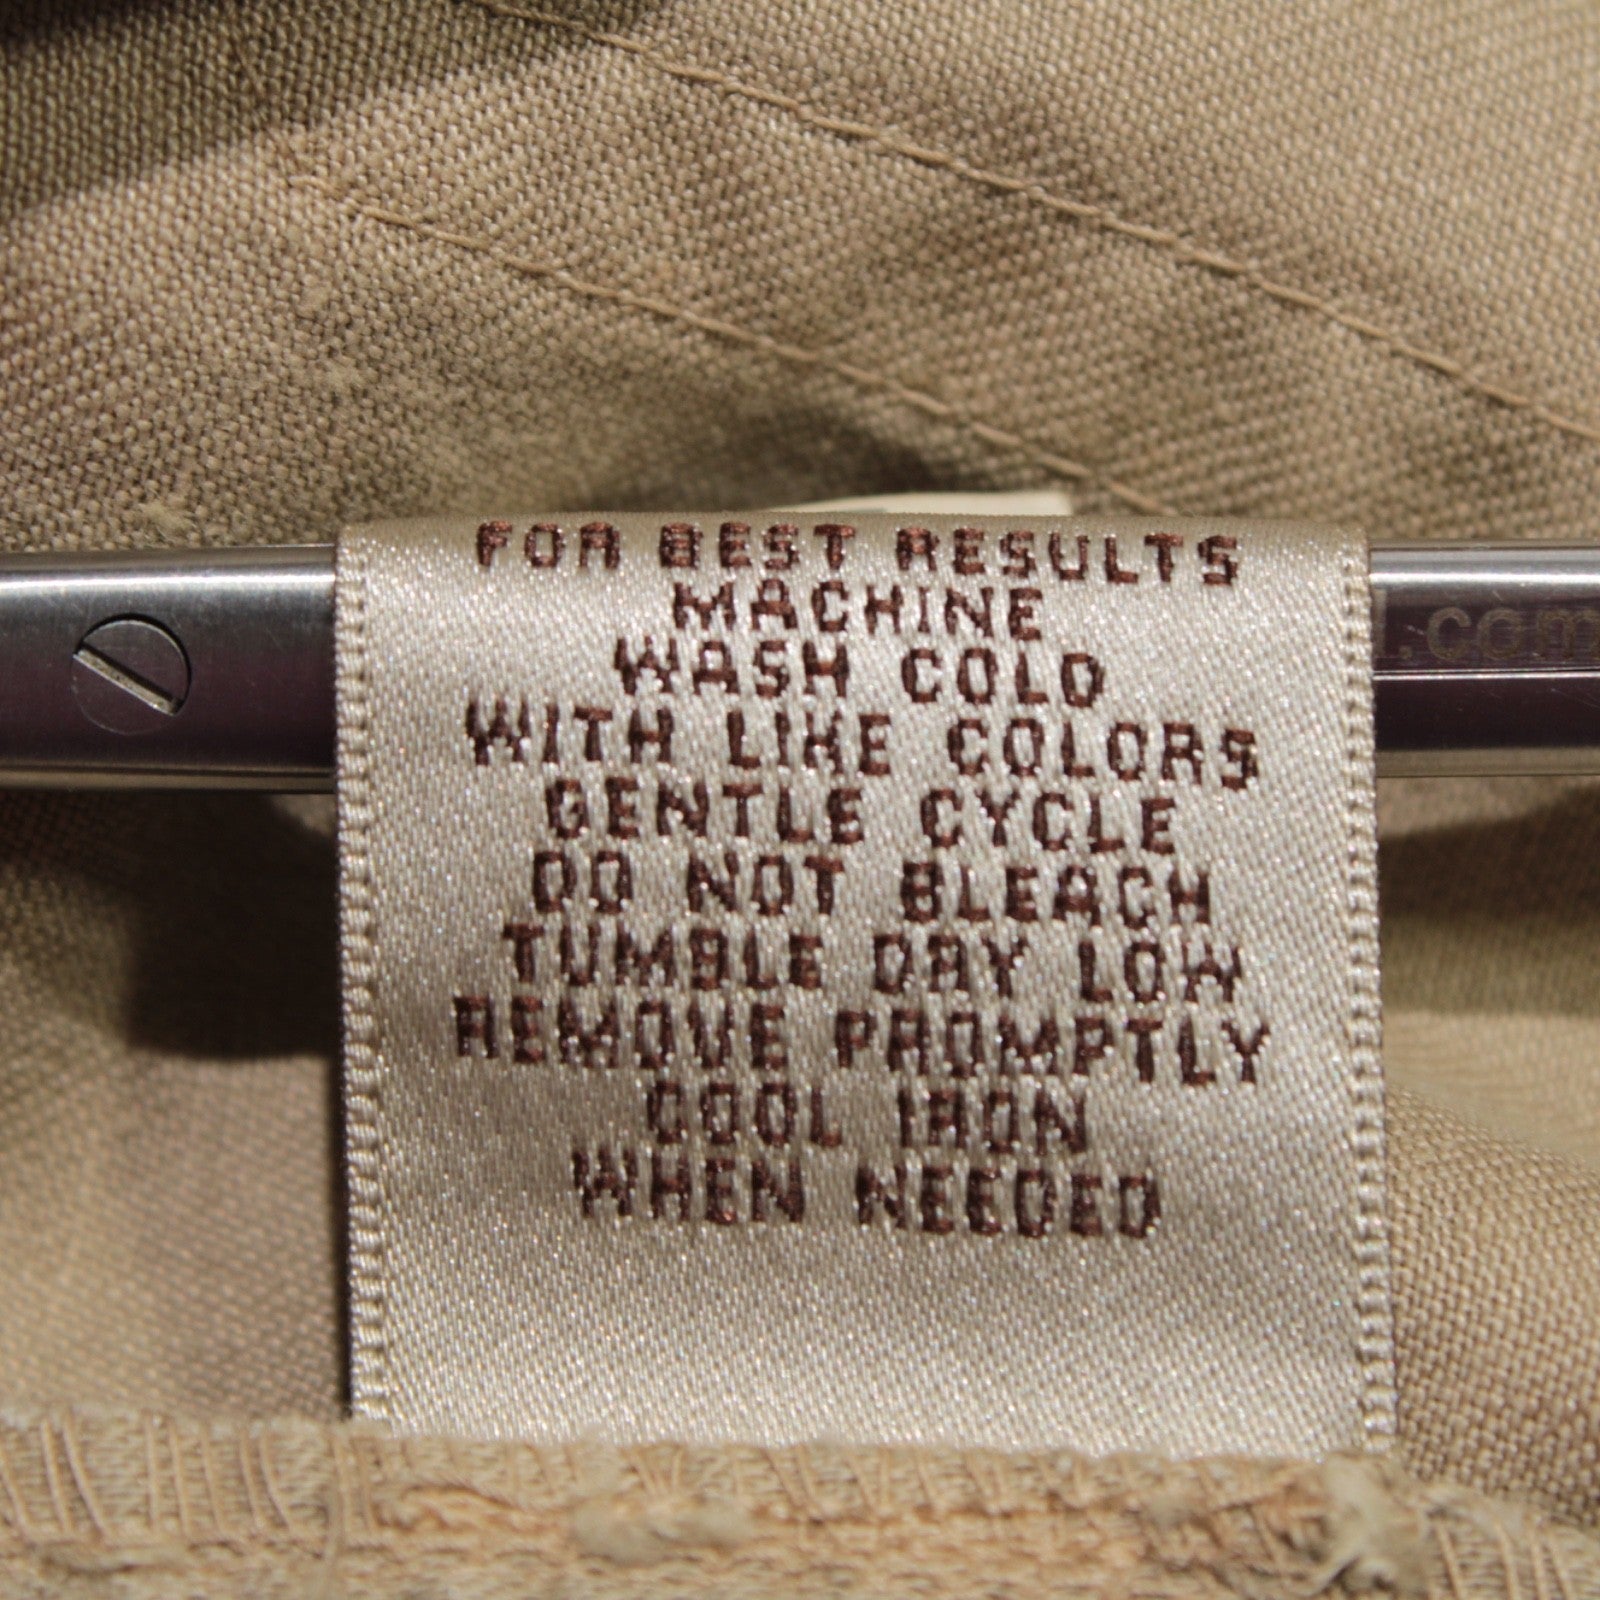 FOR BEST RESULTS
MACHINE
WASH COLD
WITH LIKE COLORS
GENTLE CYCLE
DO NOT BLEACH
TUMBLE DRY LOW
REMOVE PROMPTLY
COOL IRON
WHEN NEEDED
.com